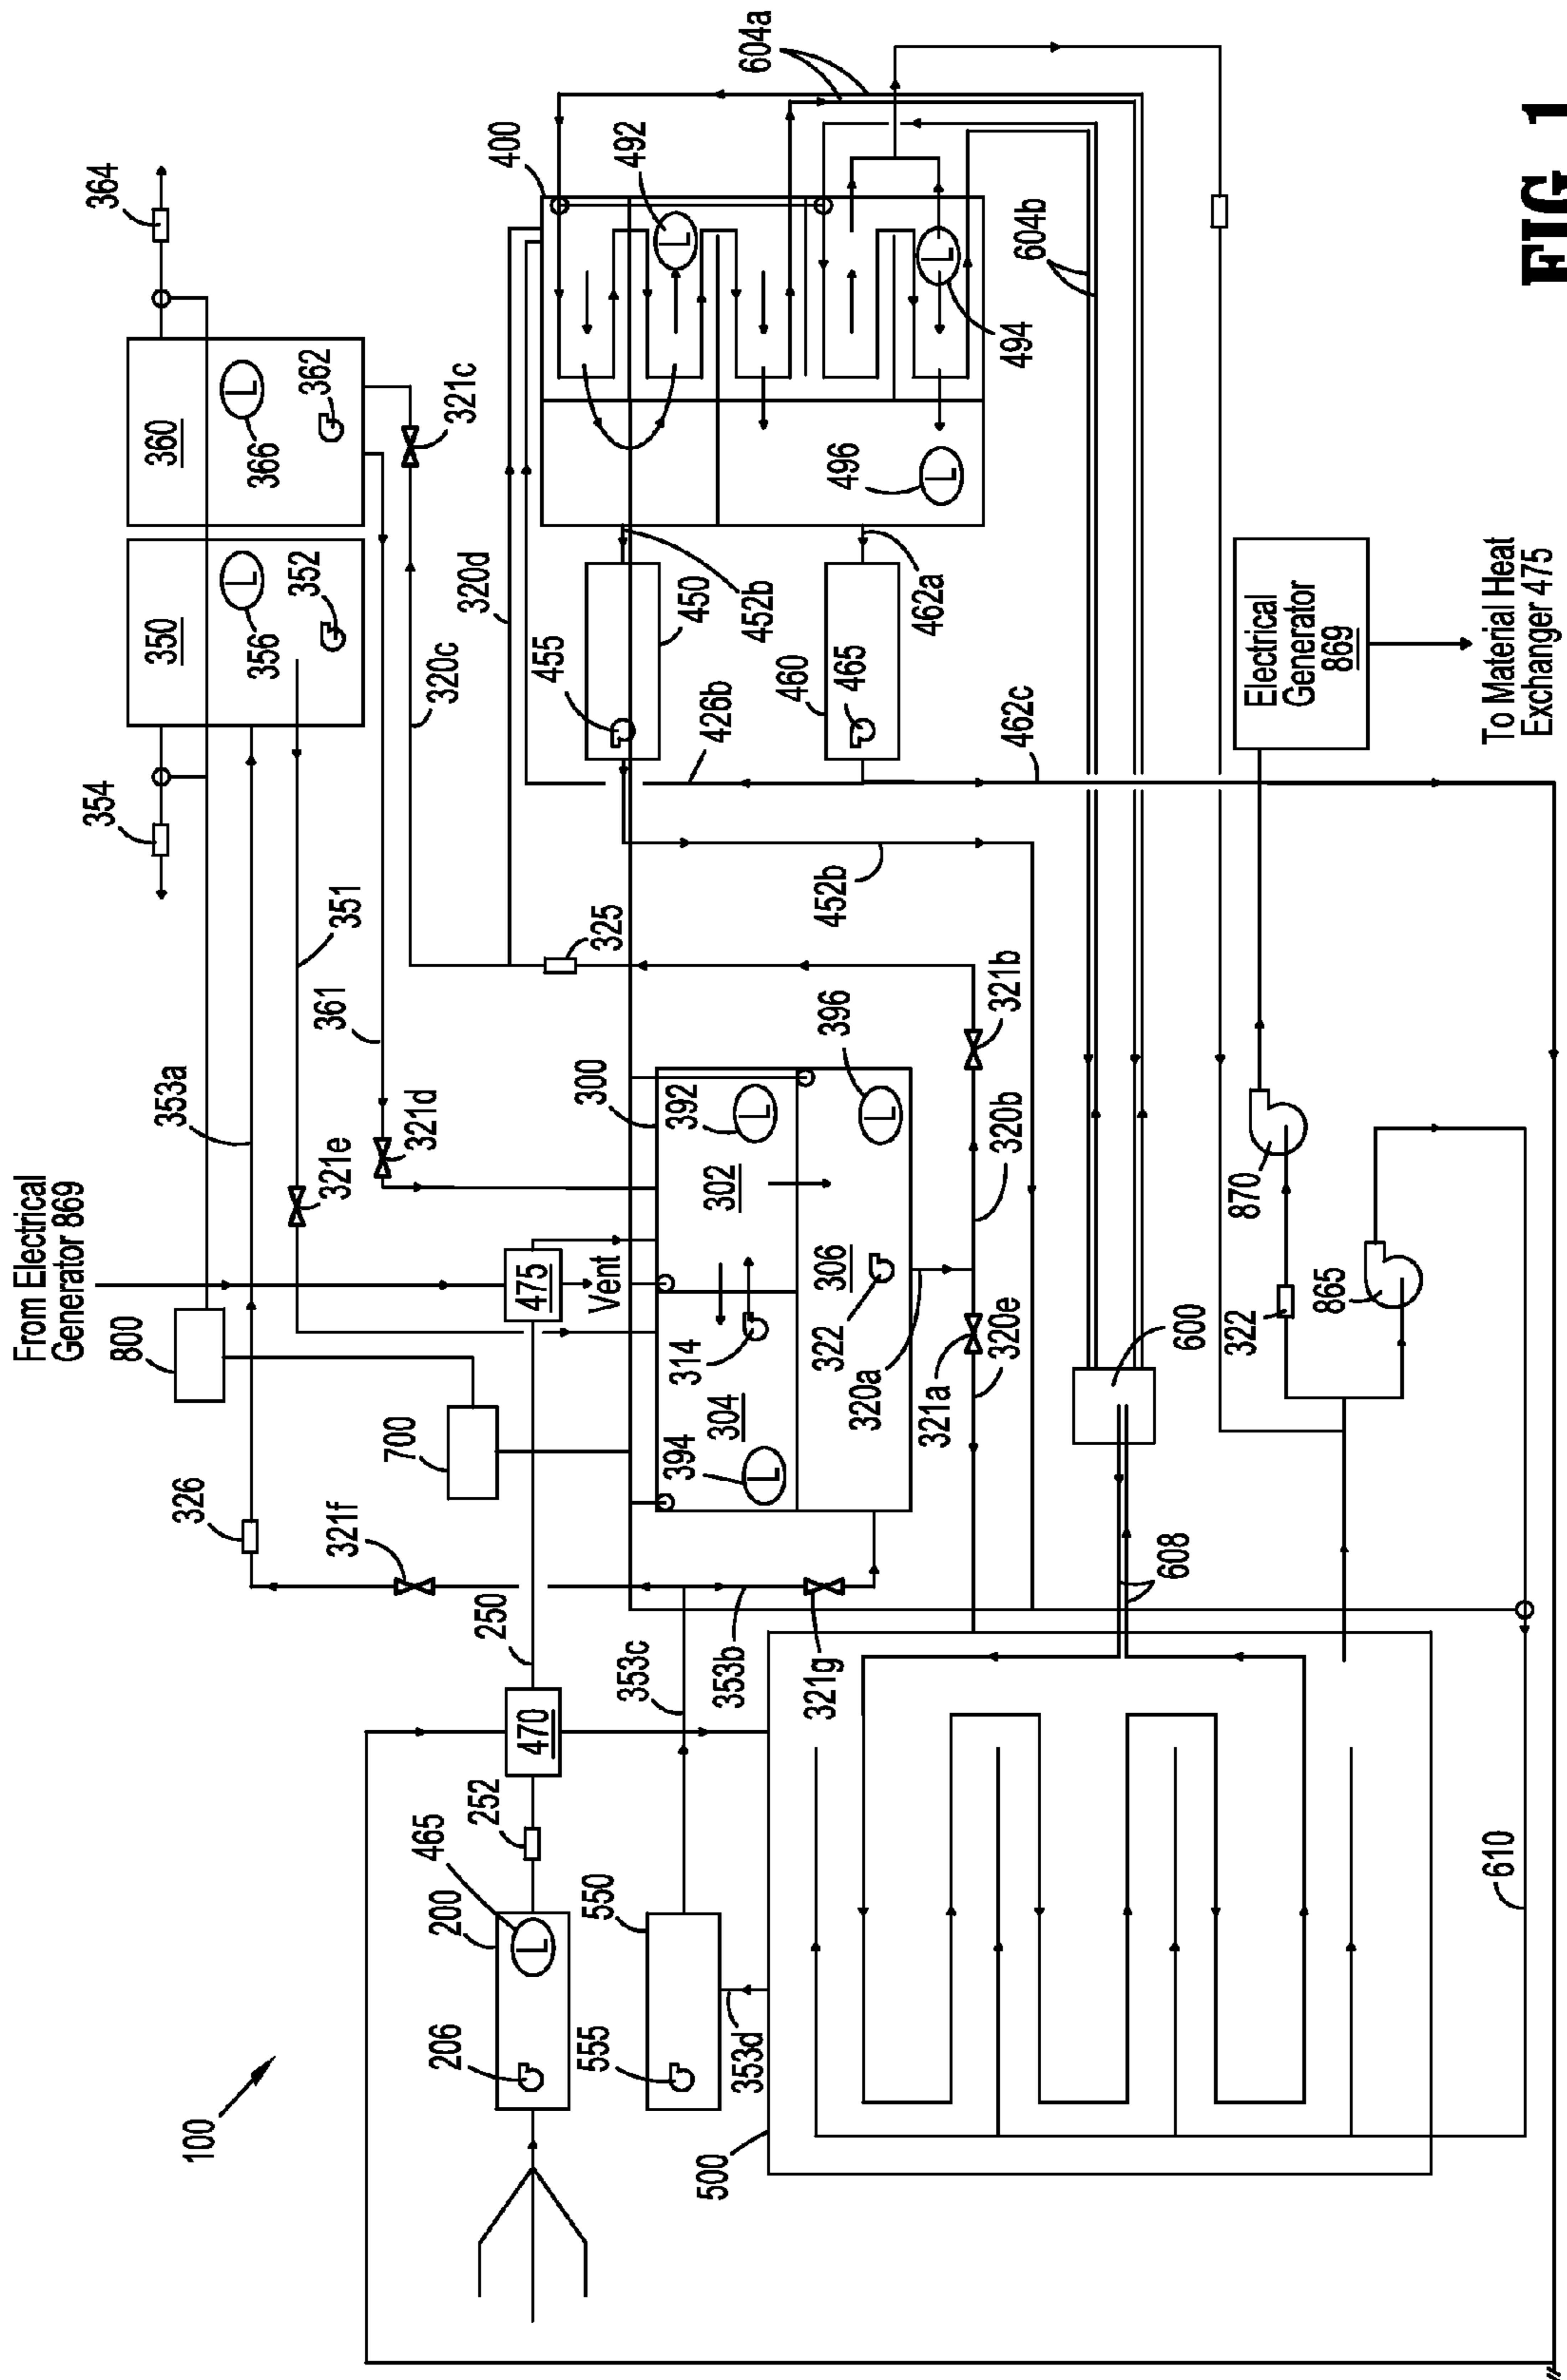 FIG 1
100
From Electrical
Generator 869
800
700
326
321f
353a
321e
351
361
321d
354
350
356
L
352
360
366
L
362
364
321c
320c
320d
400
492
L
604a
494
L
496
L
604b
452b
450
455
462a
460
465
426b
462c
452b
325
300
392
L
302
396
L
306
322
320a
314
304
394
L
475
Vent
321b
320b
321a
320e
250
470
252
465
200
L
206
550
555
353d
353c
353b
321g
500
600
608
610
322
870
865
Electrical
Generator
869
To Material Heat
Exchanger 475